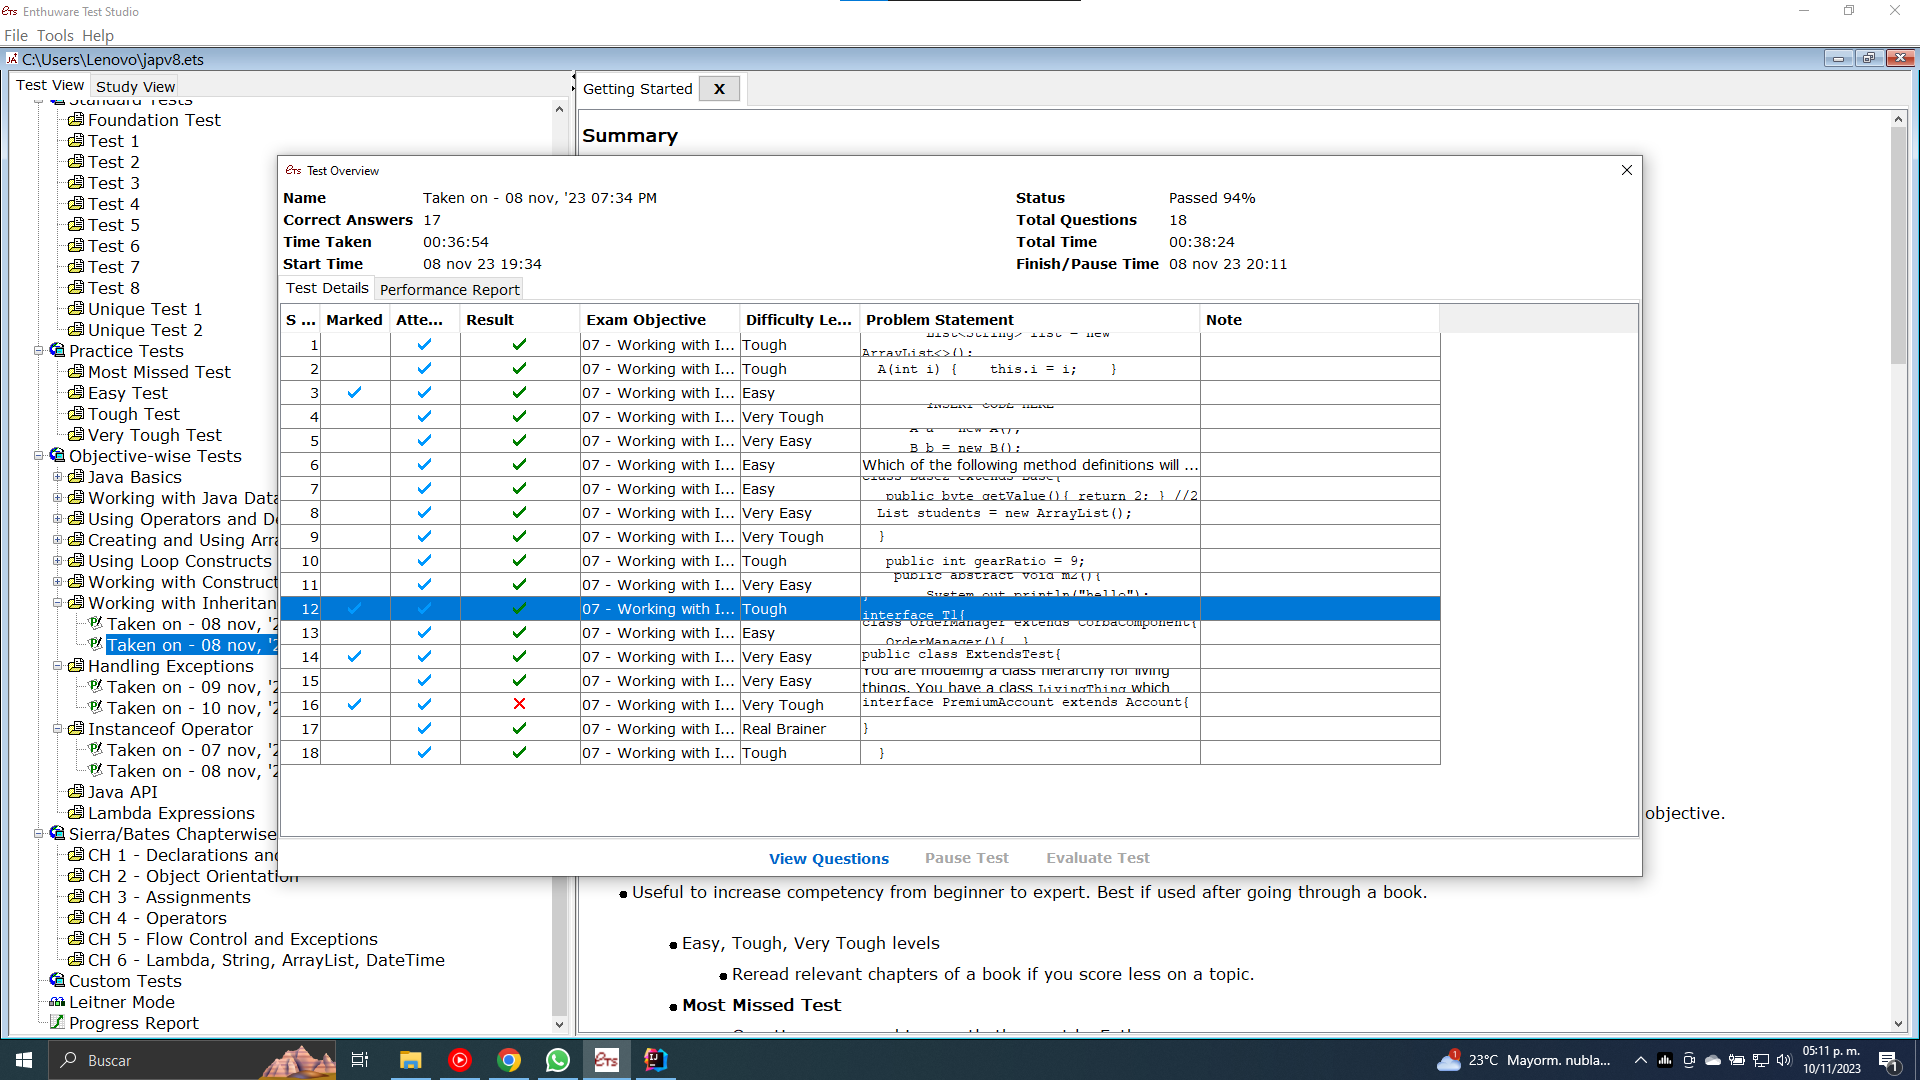 Enthuware Test Studio
File Tools Help
C:\Users\Lenovo\japv8.ets
Test View Study View
Standard Tests
Foundation Test
Test 1
Test 2
Test 3
Test 4
Test 5
Test 6
Test 7
Test 8
Unique Test 1
Unique Test 2
Practice Tests
Most Missed Test
Easy Test
Tough Test
Very Tough Test
Objective-wise Tests
Java Basics
Working with Java Data
Using Operators and De
Creating and Using Arra
Using Loop Constructs
Working with Construct
Working with Inheritan
Taken on - 08 nov, '2
Taken on - 08 nov, '2
Handling Exceptions
Taken on - 09 nov, '2
Taken on - 10 nov, '2
Instanceof Operator
Taken on - 07 nov, '2
Taken on - 08 nov, '2
Java API
Lambda Expressions
Sierra/Bates Chapterwise
CH 1 - Declarations and
CH 2 - Object Orientation
CH 3 - Assignments
CH 4 - Operators
CH 5 - Flow Control and Exceptions
CH 6 - Lambda, String, ArrayList, DateTime
Custom Tests
Leitner Mode
Progress Report
Getting Started X
Summary
ETS Test Overview
Name Taken on - 08 nov, '23 07:34 PM Status Passed 94%
Correct Answers 17 Total Questions 18
Time Taken 00:36:54 Total Time 00:38:24
Start Time 08 nov 23 19:34 Finish/Pause Time 08 nov 23 20:11
Test Details Performance Report
S ... Marked Atte... Result Exam Objective Difficulty Le... Problem Statement Note
1 07 - Working with I... Tough List<String> list = new
ArrayList<>();
2 07 - Working with I... Tough A(int i) { this.i = i; }
3 07 - Working with I... Easy
4 07 - Working with I... Very Tough INSERT CODE HERE
5 07 - Working with I... Very Easy A a = new A();
B b = new B();
6 07 - Working with I... Easy Which of the following method definitions will ...
7 07 - Working with I... Easy class Base2 extends Base{
public byte getValue(){ return 2; } //2
8 07 - Working with I... Very Easy List students = new ArrayList();
9 07 - Working with I... Very Tough }
10 07 - Working with I... Tough public int gearRatio = 9;
11 07 - Working with I... Very Easy public abstract void m2(){
System.out.println("hello");
12 07 - Working with I... Tough }
interface T1{
13 07 - Working with I... Easy class OrderManager extends CorbaComponent{
OrderManager(){ }
14 07 - Working with I... Very Easy public class ExtendsTest{
15 07 - Working with I... Very Easy You are modeling a class hierarchy for living
things. You have a class LivingThing which
16 07 - Working with I... Very Tough interface PremiumAccount extends Account{
17 07 - Working with I... Real Brainer }
18 07 - Working with I... Tough }
View Questions Pause Test Evaluate Test
objective.
Useful to increase competency from beginner to expert. Best if used after going through a book.
Easy, Tough, Very Tough levels
Reread relevant chapters of a book if you score less on a topic.
Most Missed Test
Buscar
ETS
23°C Mayorm. nubla...
05:11 p. m.
10/11/2023